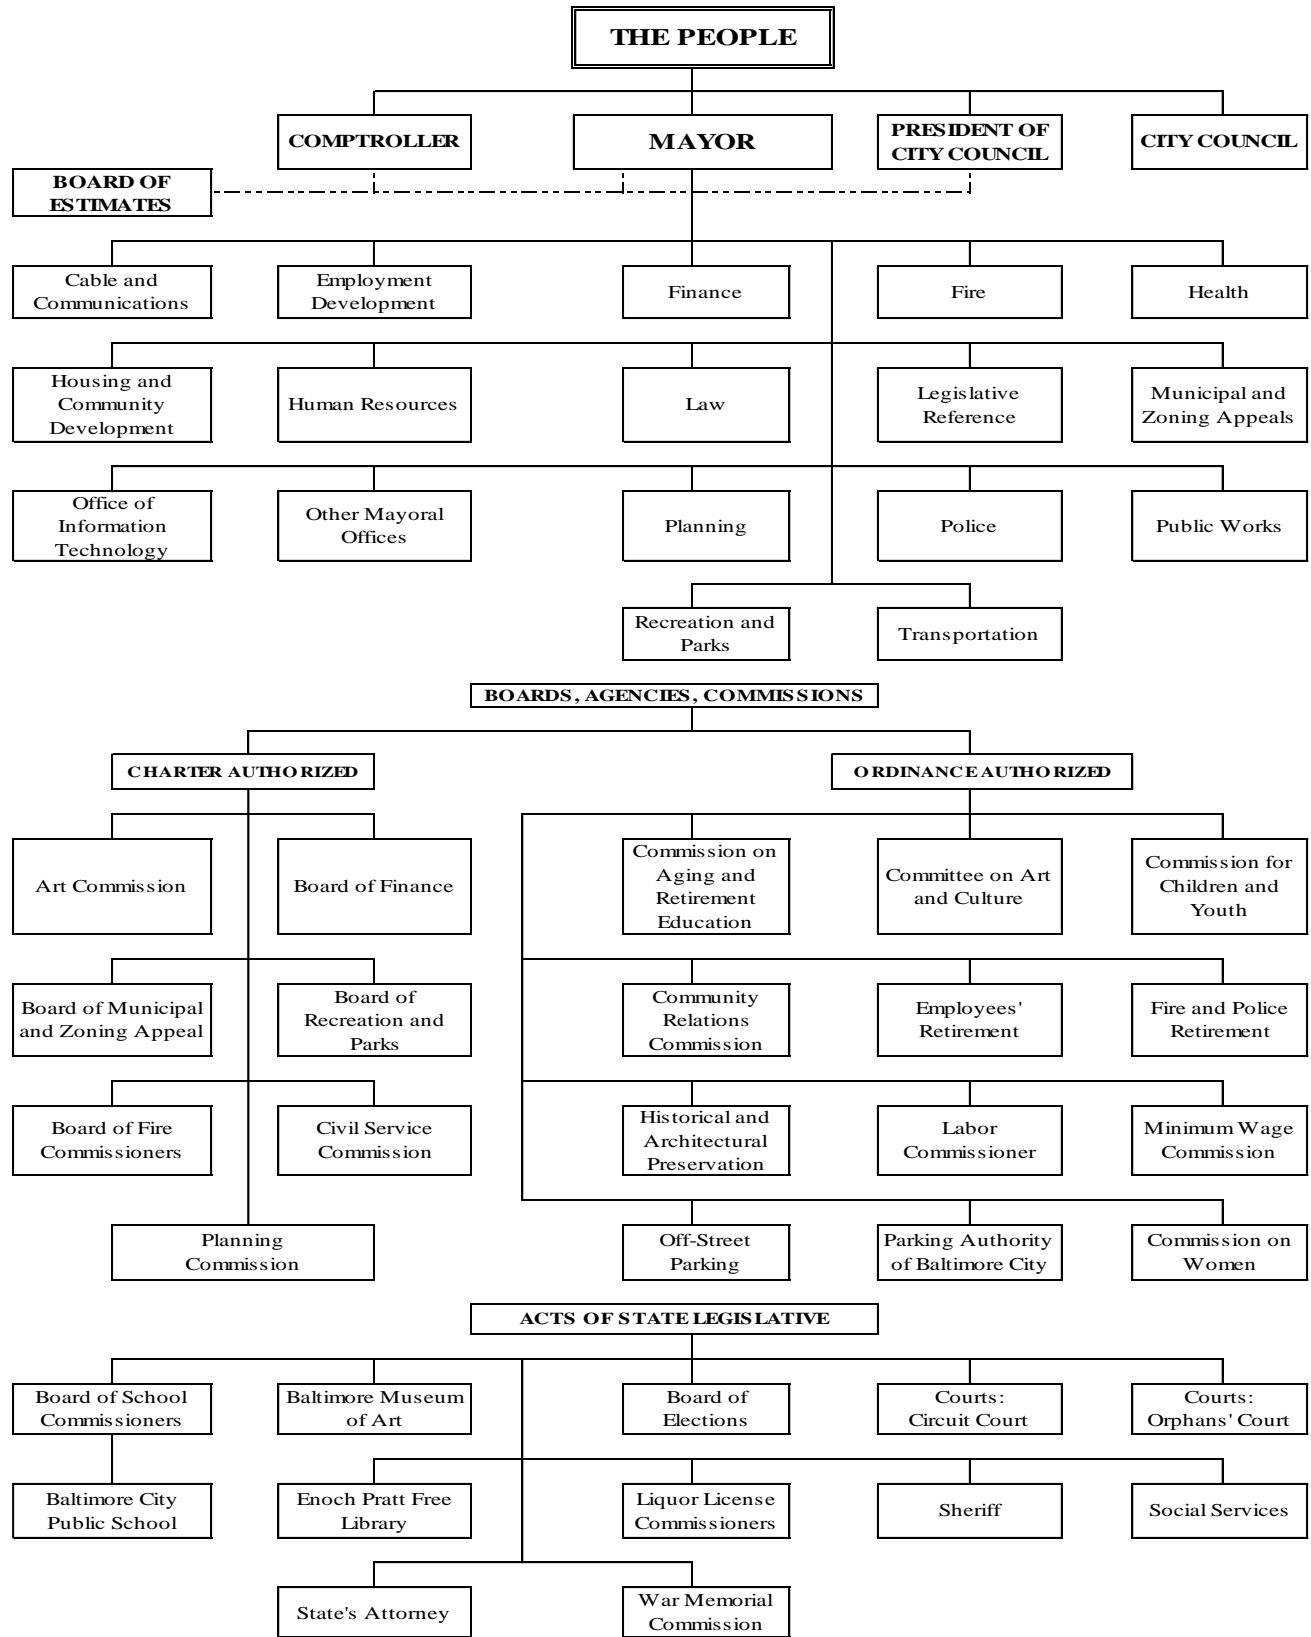 THE PEOPLE
COMPTROLLER
MAYOR
PRESIDENT OF
CITY COUNCIL
CITY COUNCIL
BOARD OF
ESTIMATES
Cable and
Communications
Employment
Development
Finance
Fire
Health
Housing and
Community
Development
Human Resources
Law
Legislative
Reference
Municipal and
Zoning Appeals
Office of
Information
Technology
Other Mayoral
Offices
Planning
Police
Public Works
Recreation and
Parks
Transportation
BOARDS, AGENCIES, COMMISSIONS
CHARTER AUTHORIZED
ORDINANCE AUTHORIZED
Art Commission
Board of Finance
Commission on
Aging and
Retirement
Education
Committee on Art
and Culture
Commission for
Children and
Youth
Board of Municipal
and Zoning Appeal
Board of
Recreation and
Parks
Community
Relations
Commission
Employees'
Retirement
Fire and Police
Retirement
Board of Fire
Commissioners
Civil Service
Commission
Historical and
Architectural
Preservation
Labor
Commissioner
Minimum Wage
Commission
Planning
Commission
Off-Street
Parking
Parking Authority
of Baltimore City
Commission on
Women
ACTS OF STATE LEGISLATIVE
Board of School
Commissioners
Baltimore Museum
of Art
Board of
Elections
Courts:
Circuit Court
Courts:
Orphans' Court
Baltimore City
Public School
Enoch Pratt Free
Library
Liquor License
Commissioners
Sheriff
Social Services
State's Attorney
War Memorial
Commission